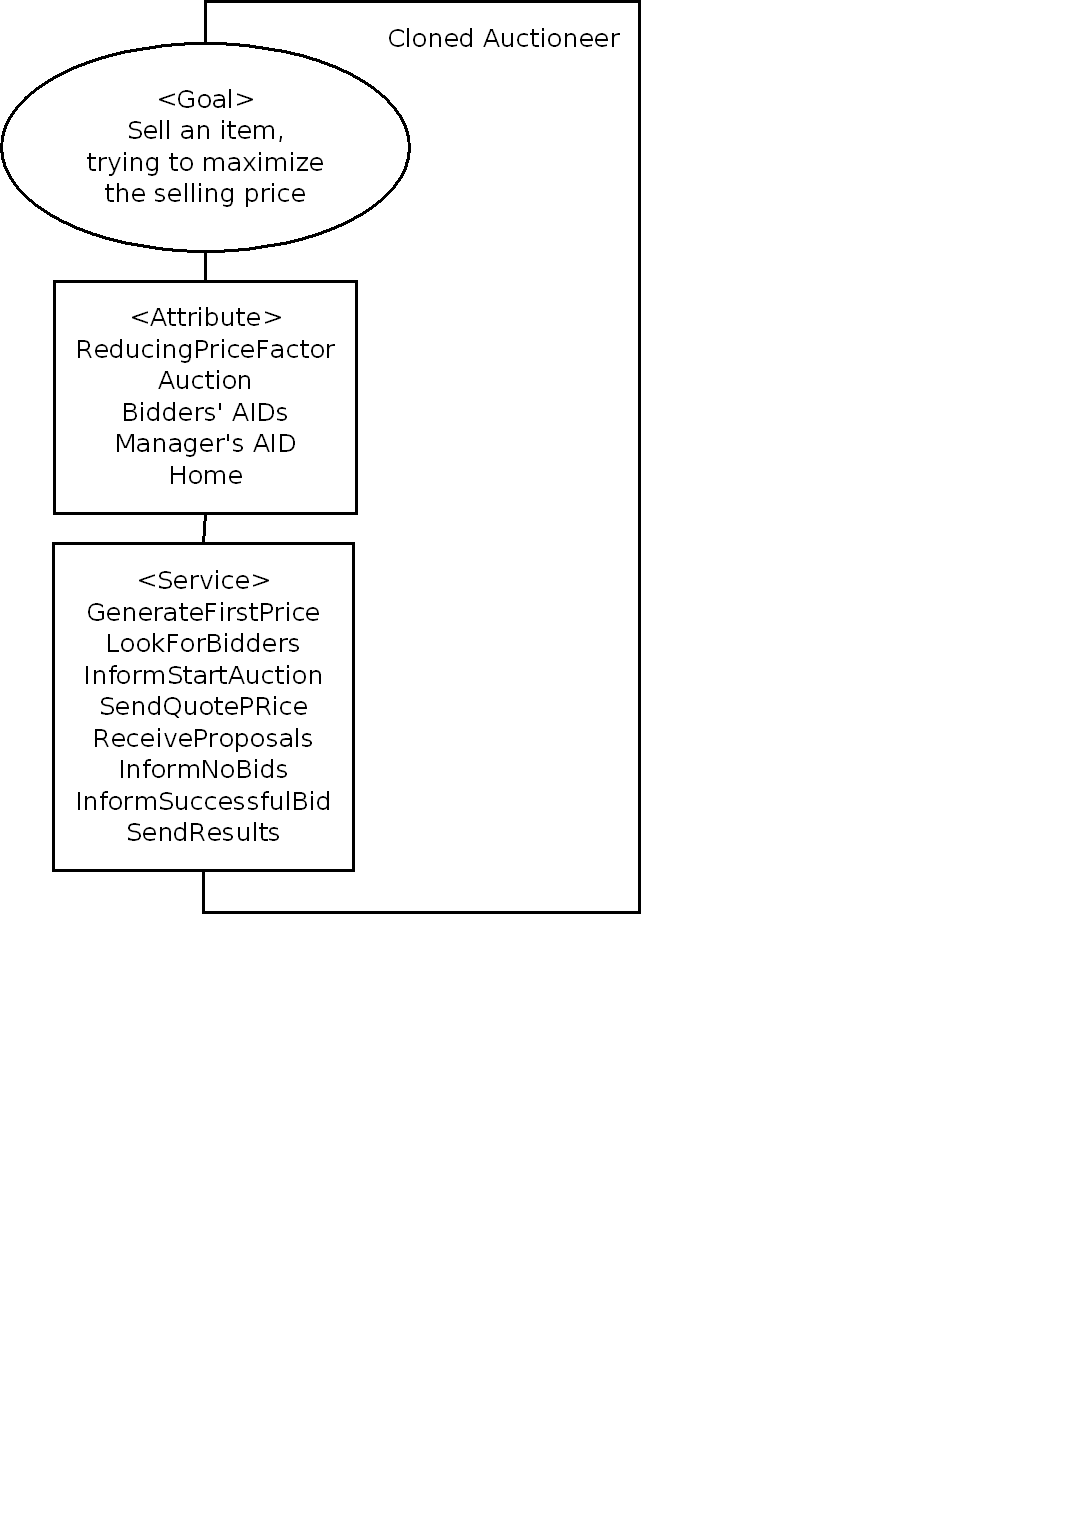 Cloned Auctioneer
<Goal>
Sell an item,
trying to maximize
the selling price
<Attribute>
ReducingPriceFactor
Auction
Bidders' AIDs
Manager's AID
Home
<Service>
GenerateFirstPrice
LookForBidders
InformStartAuction
SendQuotePRice
ReceiveProposals
InformNoBids
InformSuccessfulBid
SendResults